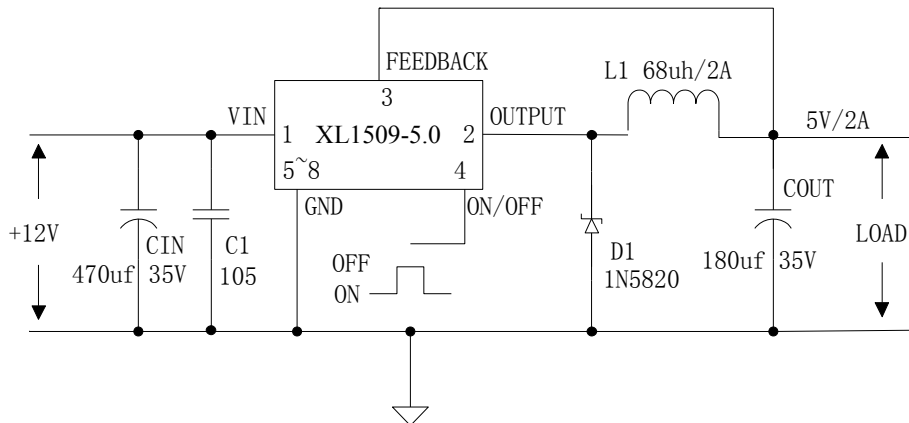 FEEDBACK
L1 68uh/2A
3
VIN
OUTPUT
5V/2A
1
XL1509-5.0
2
5~8
4
GND
ON/OFF
COUT
+12V
CIN
C1
OFF
D1
LOAD
470uf 35V
105
ON
1N5820
180uf 35V